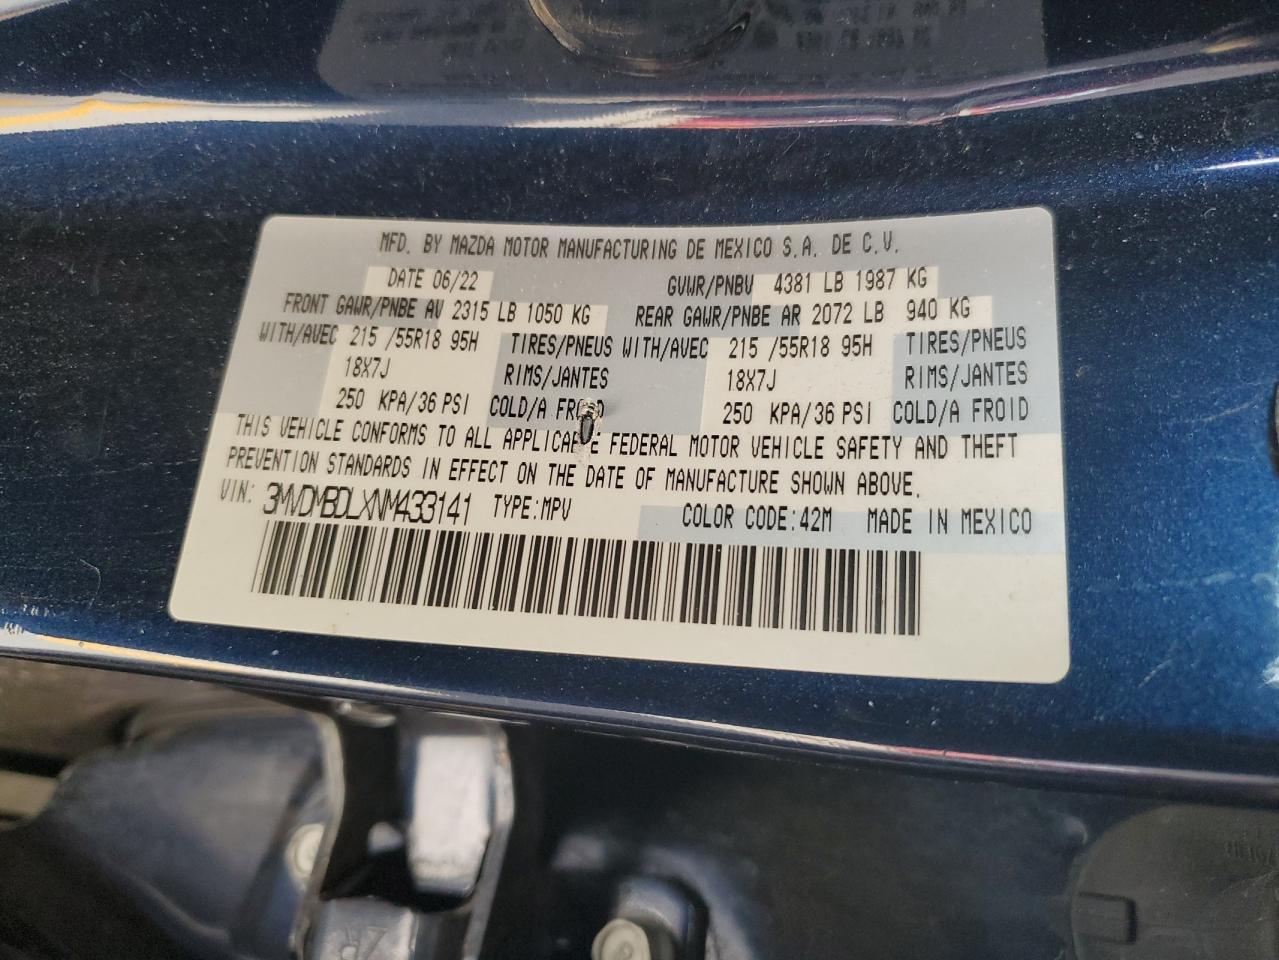 MFD. BY MAZDA MOTOR MANUFACTURING DE MEXICO S.A. DE C.V.
DATE 06/22 GVWR/PNBV 4381 LB 1987 KG
FRONT GAWR/PNBE AV 2315 LB 1050 KG REAR GAWR/PNBE AR 2072 LB 940 KG
WITH/AVEC 215 /55R18 95H TIRES/PNEUS WITH/AVEC 215 /55R18 95H TIRES/PNEUS
18X7J RIMS/JANTES 18X7J RIMS/JANTES
250 KPA/36 PSI COLD/A FROID 250 KPA/36 PSI COLD/A FROID
THIS VEHICLE CONFORMS TO ALL APPLICABLE FEDERAL MOTOR VEHICLE SAFETY AND THEFT
PREVENTION STANDARDS IN EFFECT ON THE DATE OF MANUFACTURE SHOWN ABOVE.
VIN: 3MVDMBDLXNM433141 TYPE:MPV COLOR CODE:42M MADE IN MEXICO